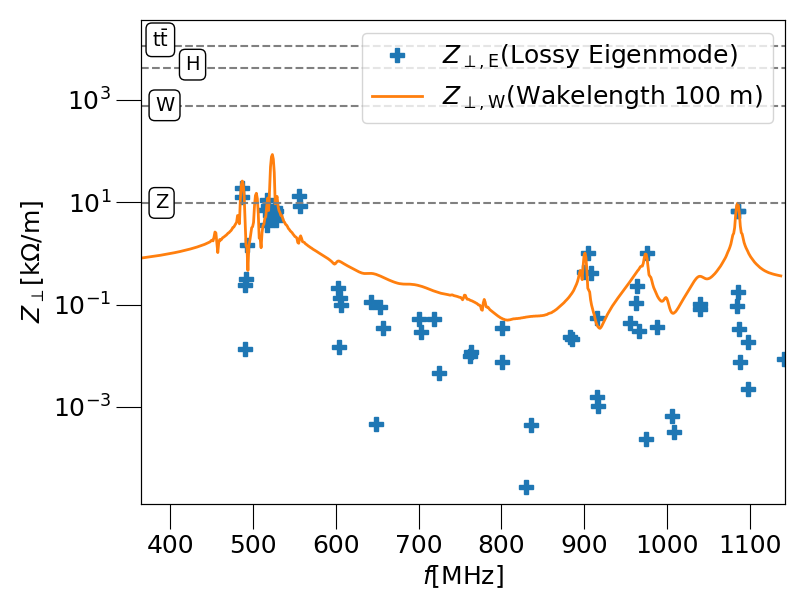 tt̄
H
W
Z
Z⊥,E(Lossy Eigenmode)
Z⊥,W(Wakelength 100 m)
10³
10¹
10⁻¹
10⁻³
Z⊥[kΩ/m]
400 500 600 700 800 900 1000 1100
f[MHz]